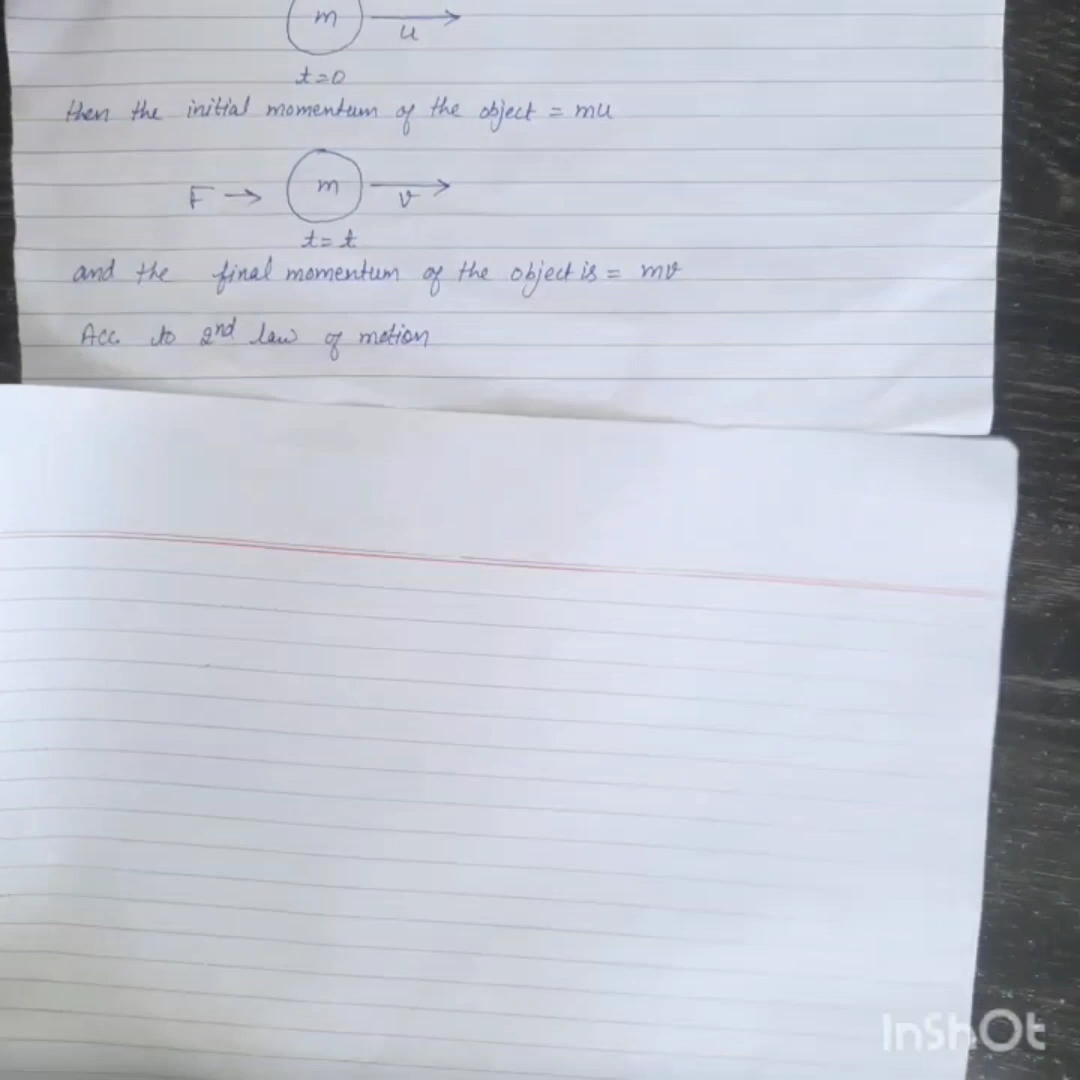 m
u
t=0
then the initial momentum of the object = mu
F → m
v
t=t
and the final momentum of the object is = mv
Acc. to 2nd law of motion
InShOt